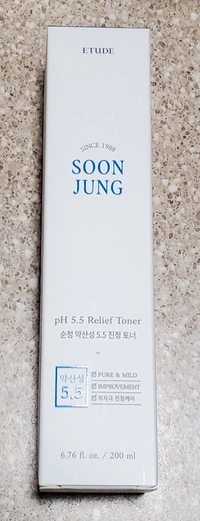 ETUDE
SINCE 1988
SOON
JUNG
pH 5.5 Relief Toner
순정 약산성 5.5 진정 토너
약산성
5.5
PURE & MILD
IMPROVEMENT
저자극 진정케어
6.76 fl. oz. / 200 ml